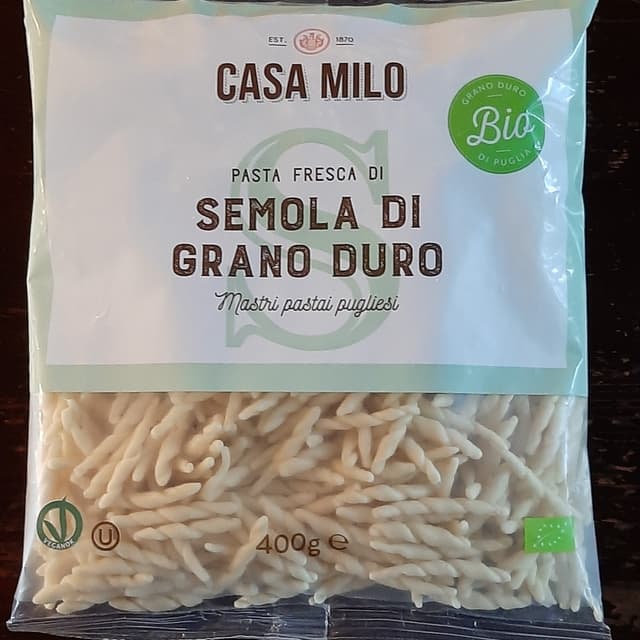 EST. 1870
CASA MILO
GRANO DURO
Bio
DI PUGLIA
PASTA FRESCA DI
S
SEMOLA DI
GRANO DURO
Mastri pastai pugliesi
VEGANOK
U
400g e